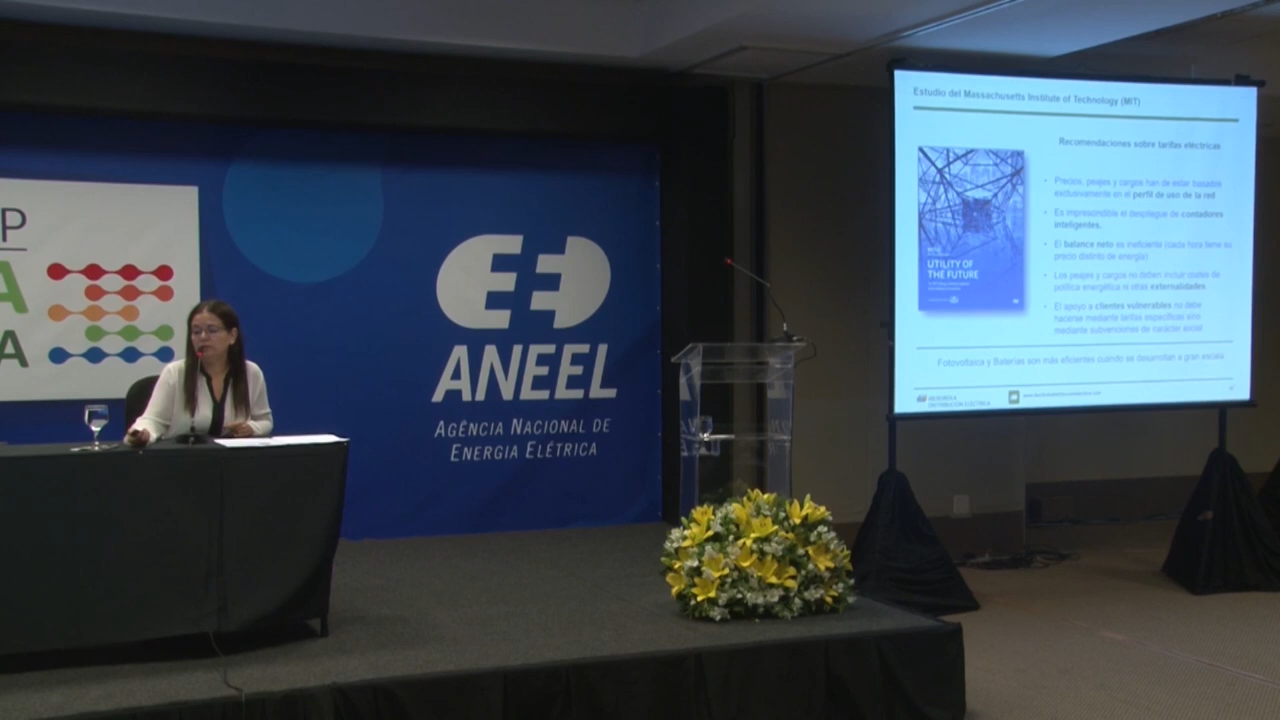 P
A
A
EE
ANEEL
AGÊNCIA NACIONAL DE
ENERGIA ELÉTRICA
Estudio del Massachusetts Institute of Technology (MIT)
Recomendaciones sobre tarifas eléctricas
UTILITY OF
THE FUTURE
• Precios, peajes y cargos han de estar basados
exclusivamente en el perfil de uso de la red
• Es imprescindible el despliegue de contadores
inteligentes.
• El balance neto es ineficiente (cada hora tiene su
precio distinto de energía)
• Los peajes y cargos no deben incluir costes de
política energética ni otras externalidades
• El apoyo a clientes vulnerables no debe
hacerse mediante tarifas específicas sino
mediante subvenciones de carácter social
Fotovoltaica y Baterías son más eficientes cuando se desarrollan a gran escala
IBERDROLA
DISTRIBUCIÓN ELÉCTRICA